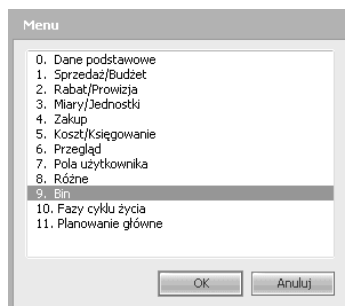 Menu
0. Dane podstawowe
1. Sprzedaż/Budżet
2. Rabat/Prowizja
3. Miary/Jednostki
4. Zakup
5. Koszt/Księgowanie
6. Przegląd
7. Pola użytkownika
8. Różne
9. Bin
10. Fazy cyklu życia
11. Planowanie główne
OK Anuluj